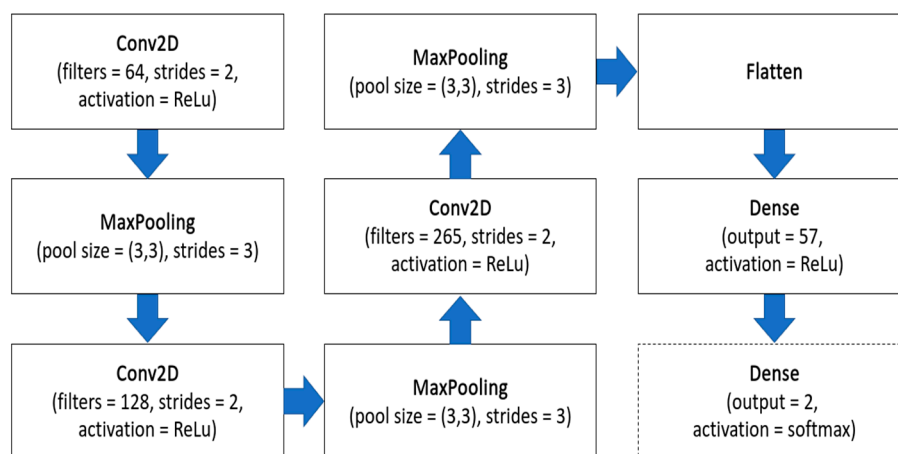 Conv2D
(filters = 64, strides = 2,
activation = ReLu)
MaxPooling
(pool size = (3,3), strides = 3)
Conv2D
(filters = 128, strides = 2,
activation = ReLu)
MaxPooling
(pool size = (3,3), strides = 3)
Conv2D
(filters = 265, strides = 2,
activation = ReLu)
MaxPooling
(pool size = (3,3), strides = 3)
Flatten
Dense
(output = 57,
activation = ReLu)
Dense
(output = 2,
activation = softmax)